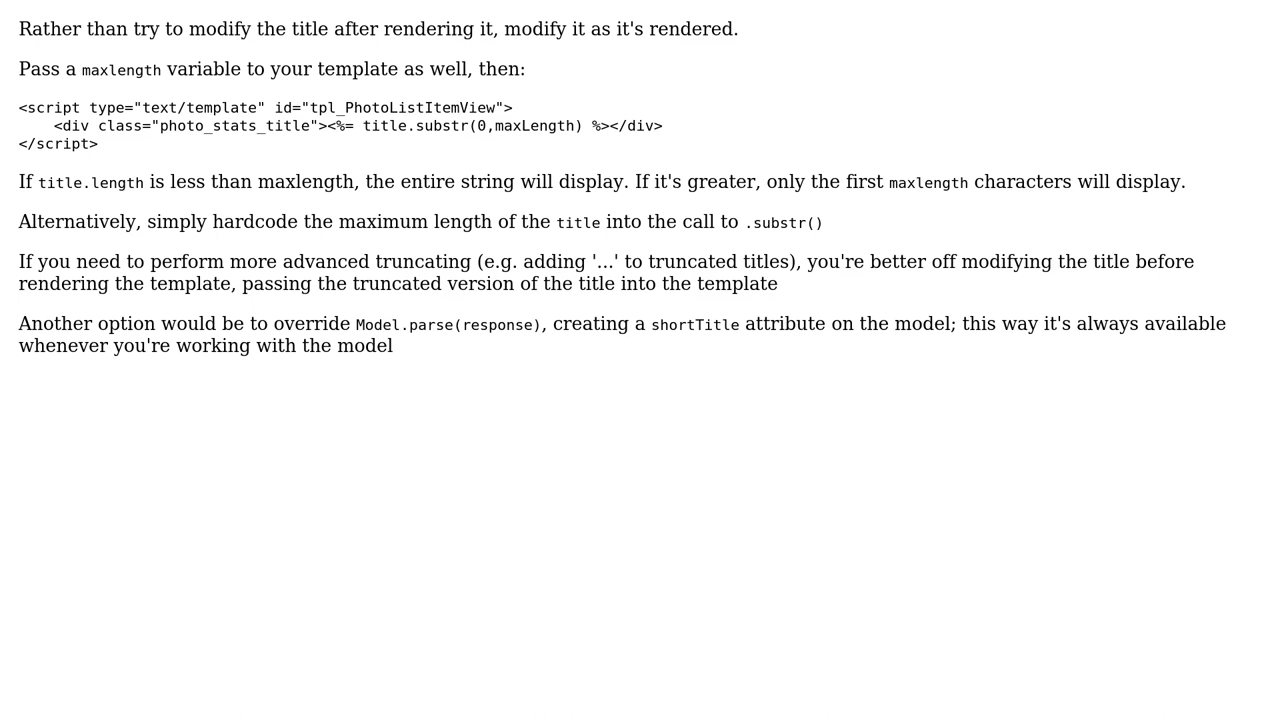 Rather than try to modify the title after rendering it, modify it as it's rendered.
Pass a maxlength variable to your template as well, then:
<script type="text/template" id="tpl_PhotoListItemView">
    <div class="photo_stats_title"><%= title.substr(0,maxLength) %></div>
</script>
If title.length is less than maxlength, the entire string will display. If it's greater, only the first maxlength characters will display.
Alternatively, simply hardcode the maximum length of the title into the call to .substr()
If you need to perform more advanced truncating (e.g. adding '...' to truncated titles), you're better off modifying the title before
rendering the template, passing the truncated version of the title into the template
Another option would be to override Model.parse(response), creating a shortTitle attribute on the model; this way it's always available
whenever you're working with the model